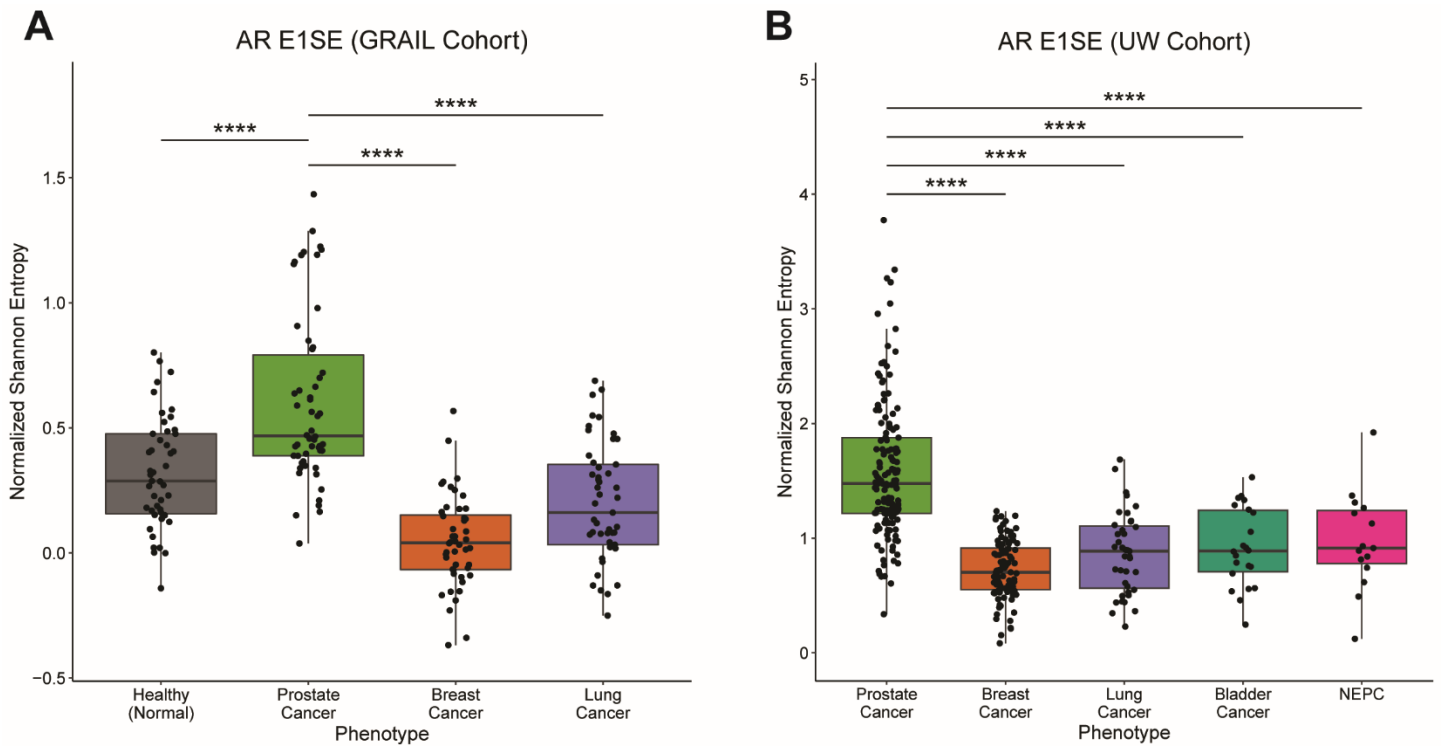 A
AR E1SE (GRAIL Cohort)
****
****
****
Normalized Shannon Entropy
1.5
1.0
0.5
0.0
−0.5
Healthy
(Normal)
Prostate
Cancer
Breast
Cancer
Lung
Cancer
Phenotype
B
AR E1SE (UW Cohort)
****
****
****
****
Normalized Shannon Entropy
5
4
3
2
1
0
Prostate
Cancer
Breast
Cancer
Lung
Cancer
Bladder
Cancer
NEPC
Phenotype